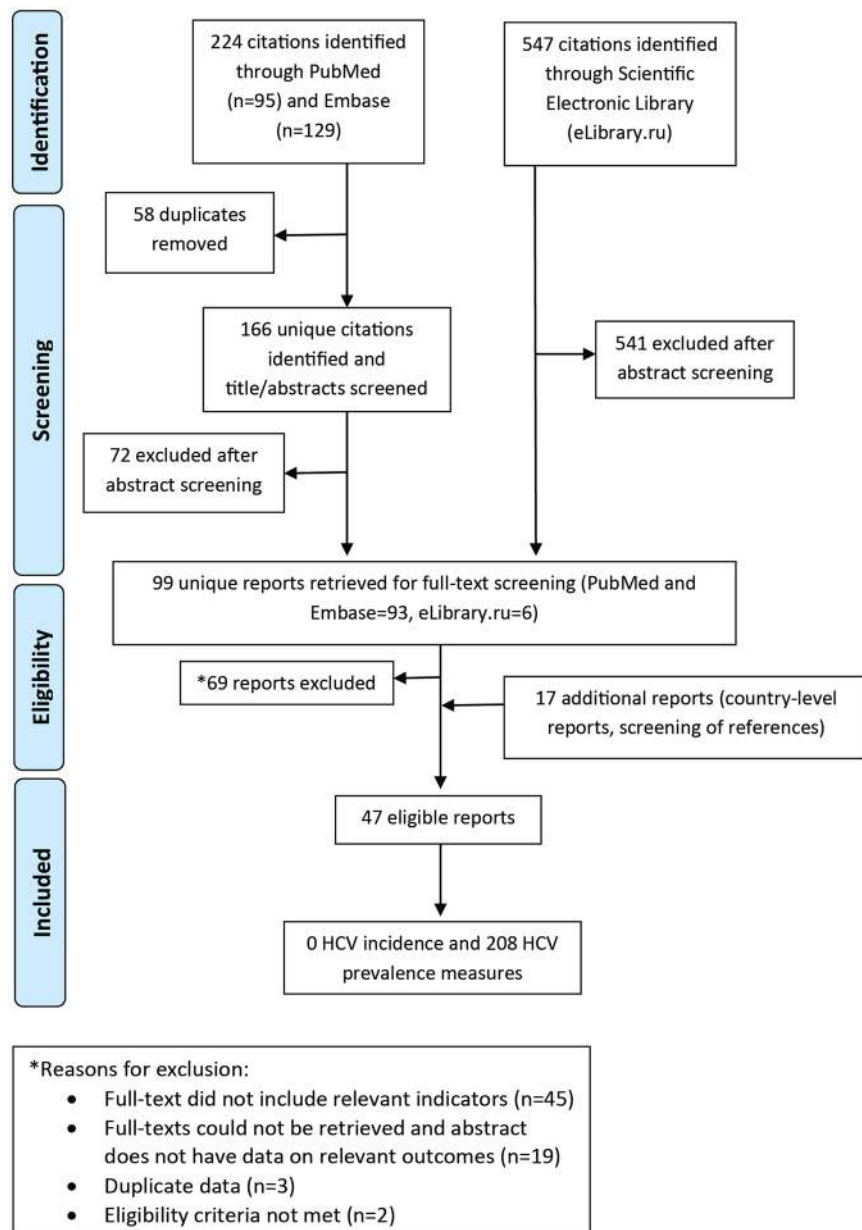 Identification
224 citations identified
through PubMed
(n=95) and Embase
(n=129)
547 citations identified
through Scientific
Electronic Library
(eLibrary.ru)
Screening
58 duplicates
removed
166 unique citations
identified and
title/abstracts screened
541 excluded after
abstract screening
72 excluded after
abstract screening
99 unique reports retrieved for full-text screening (PubMed and
Embase=93, eLibrary.ru=6)
Eligibility
*69 reports excluded
17 additional reports (country-level
reports, screening of references)
Included
47 eligible reports
0 HCV incidence and 208 HCV
prevalence measures
*Reasons for exclusion:
• Full-text did not include relevant indicators (n=45)
• Full-texts could not be retrieved and abstract
does not have data on relevant outcomes (n=19)
• Duplicate data (n=3)
• Eligibility criteria not met (n=2)